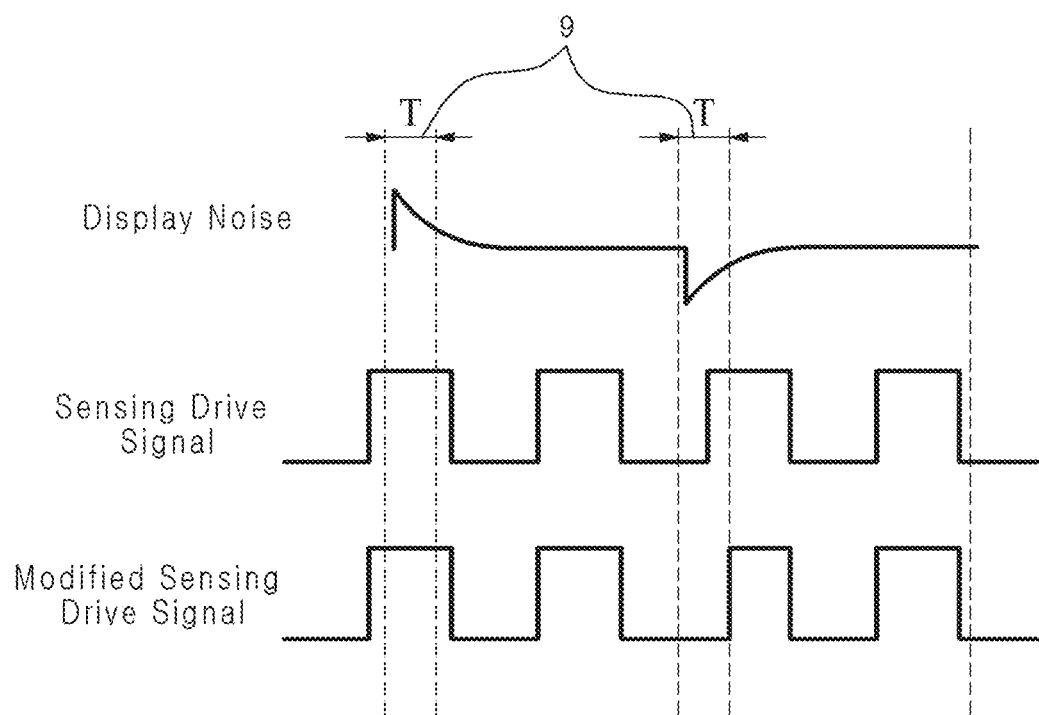 9
T T
Display Noise
Sensing Drive
Signal
Modified Sensing
Drive Signal